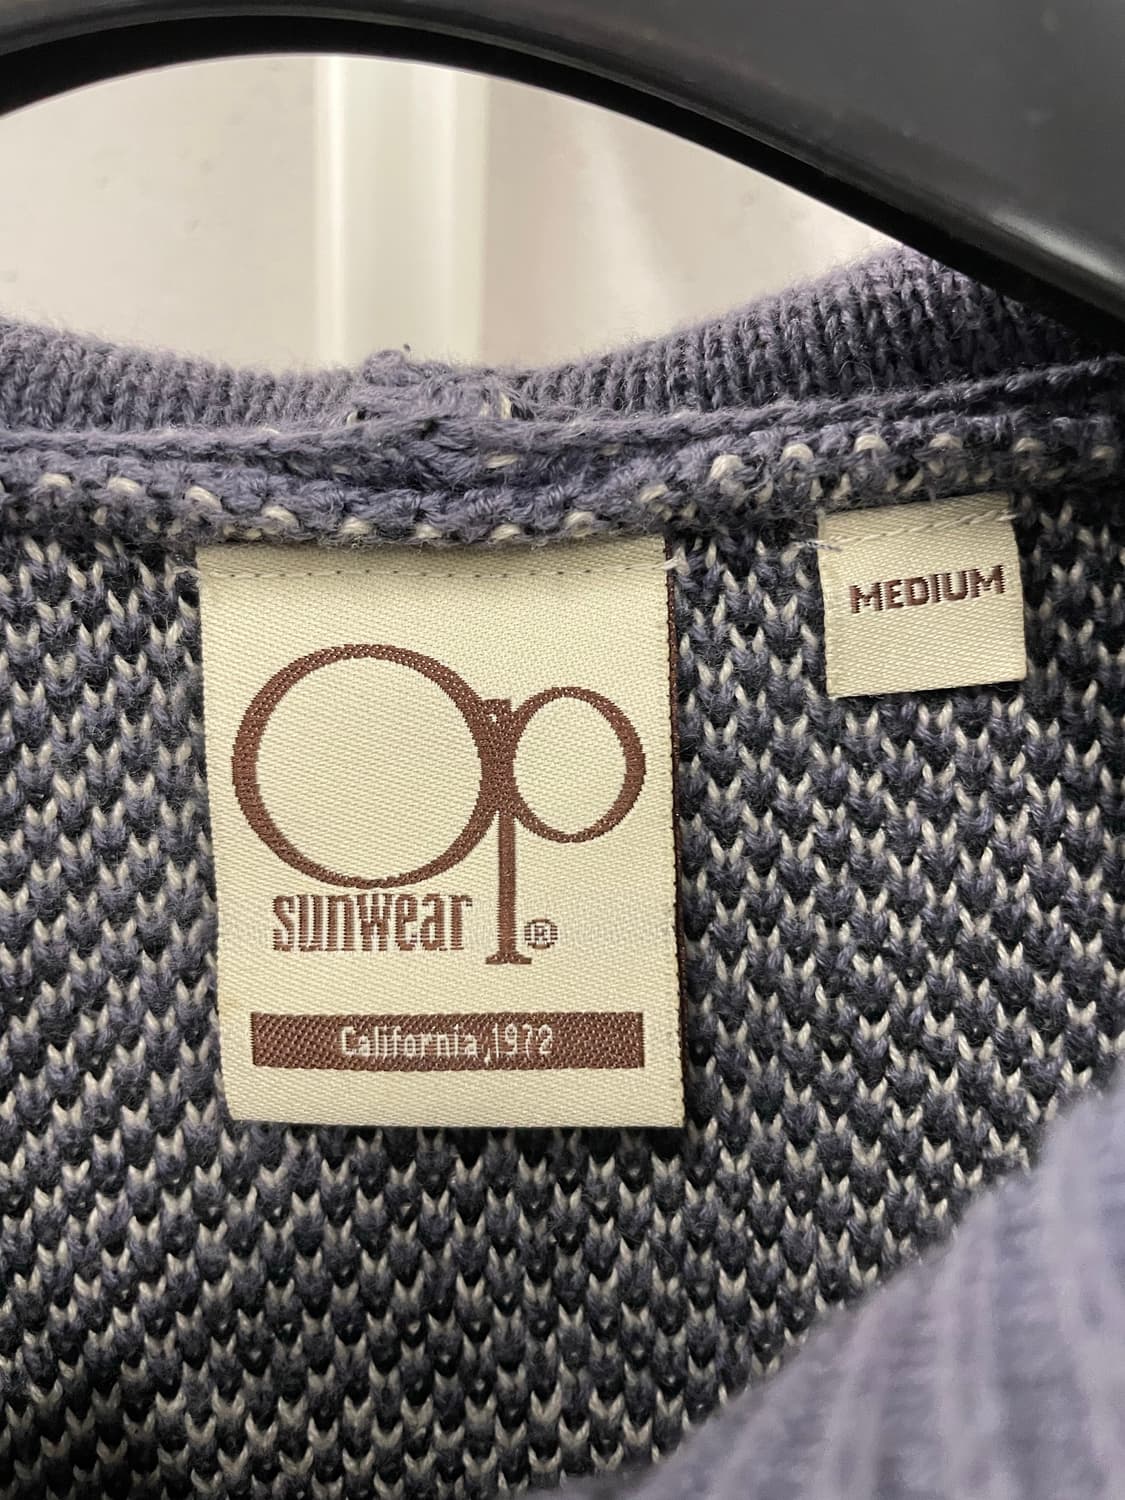 Op
sunwear ®
California, 1972
MEDIUM